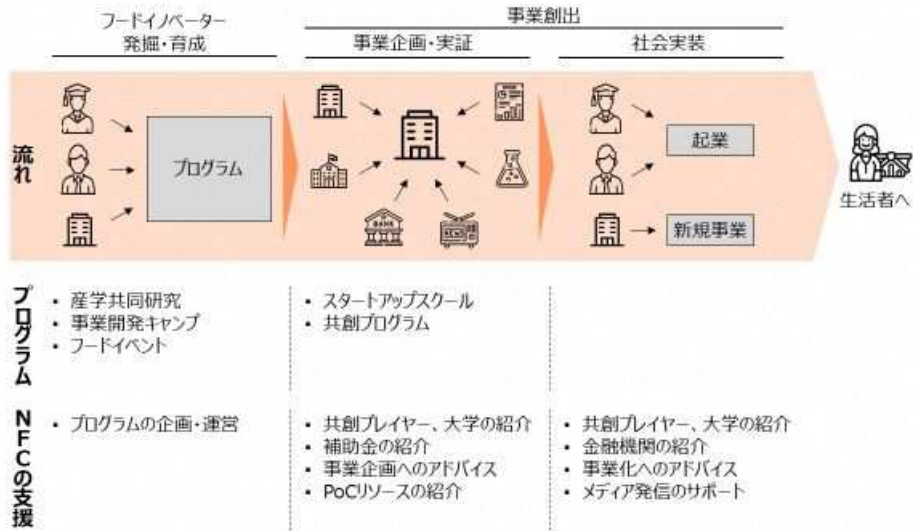 フードイノベーター
発掘・育成
事業創出
事業企画・実証
社会実装
流れ
プログラム
BANK
NEWS
起業
新規事業
生活者へ
プログラム
• 産学共同研究
• 事業開発キャンプ
• フードイベント
• スタートアップスクール
• 共創プログラム
NFCの支援
• プログラムの企画・運営
• 共創プレイヤー、大学の紹介
• 補助金の紹介
• 事業企画へのアドバイス
• PoCリソースの紹介
• 共創プレイヤー、大学の紹介
• 金融機関の紹介
• 事業化へのアドバイス
• メディア発信のサポート